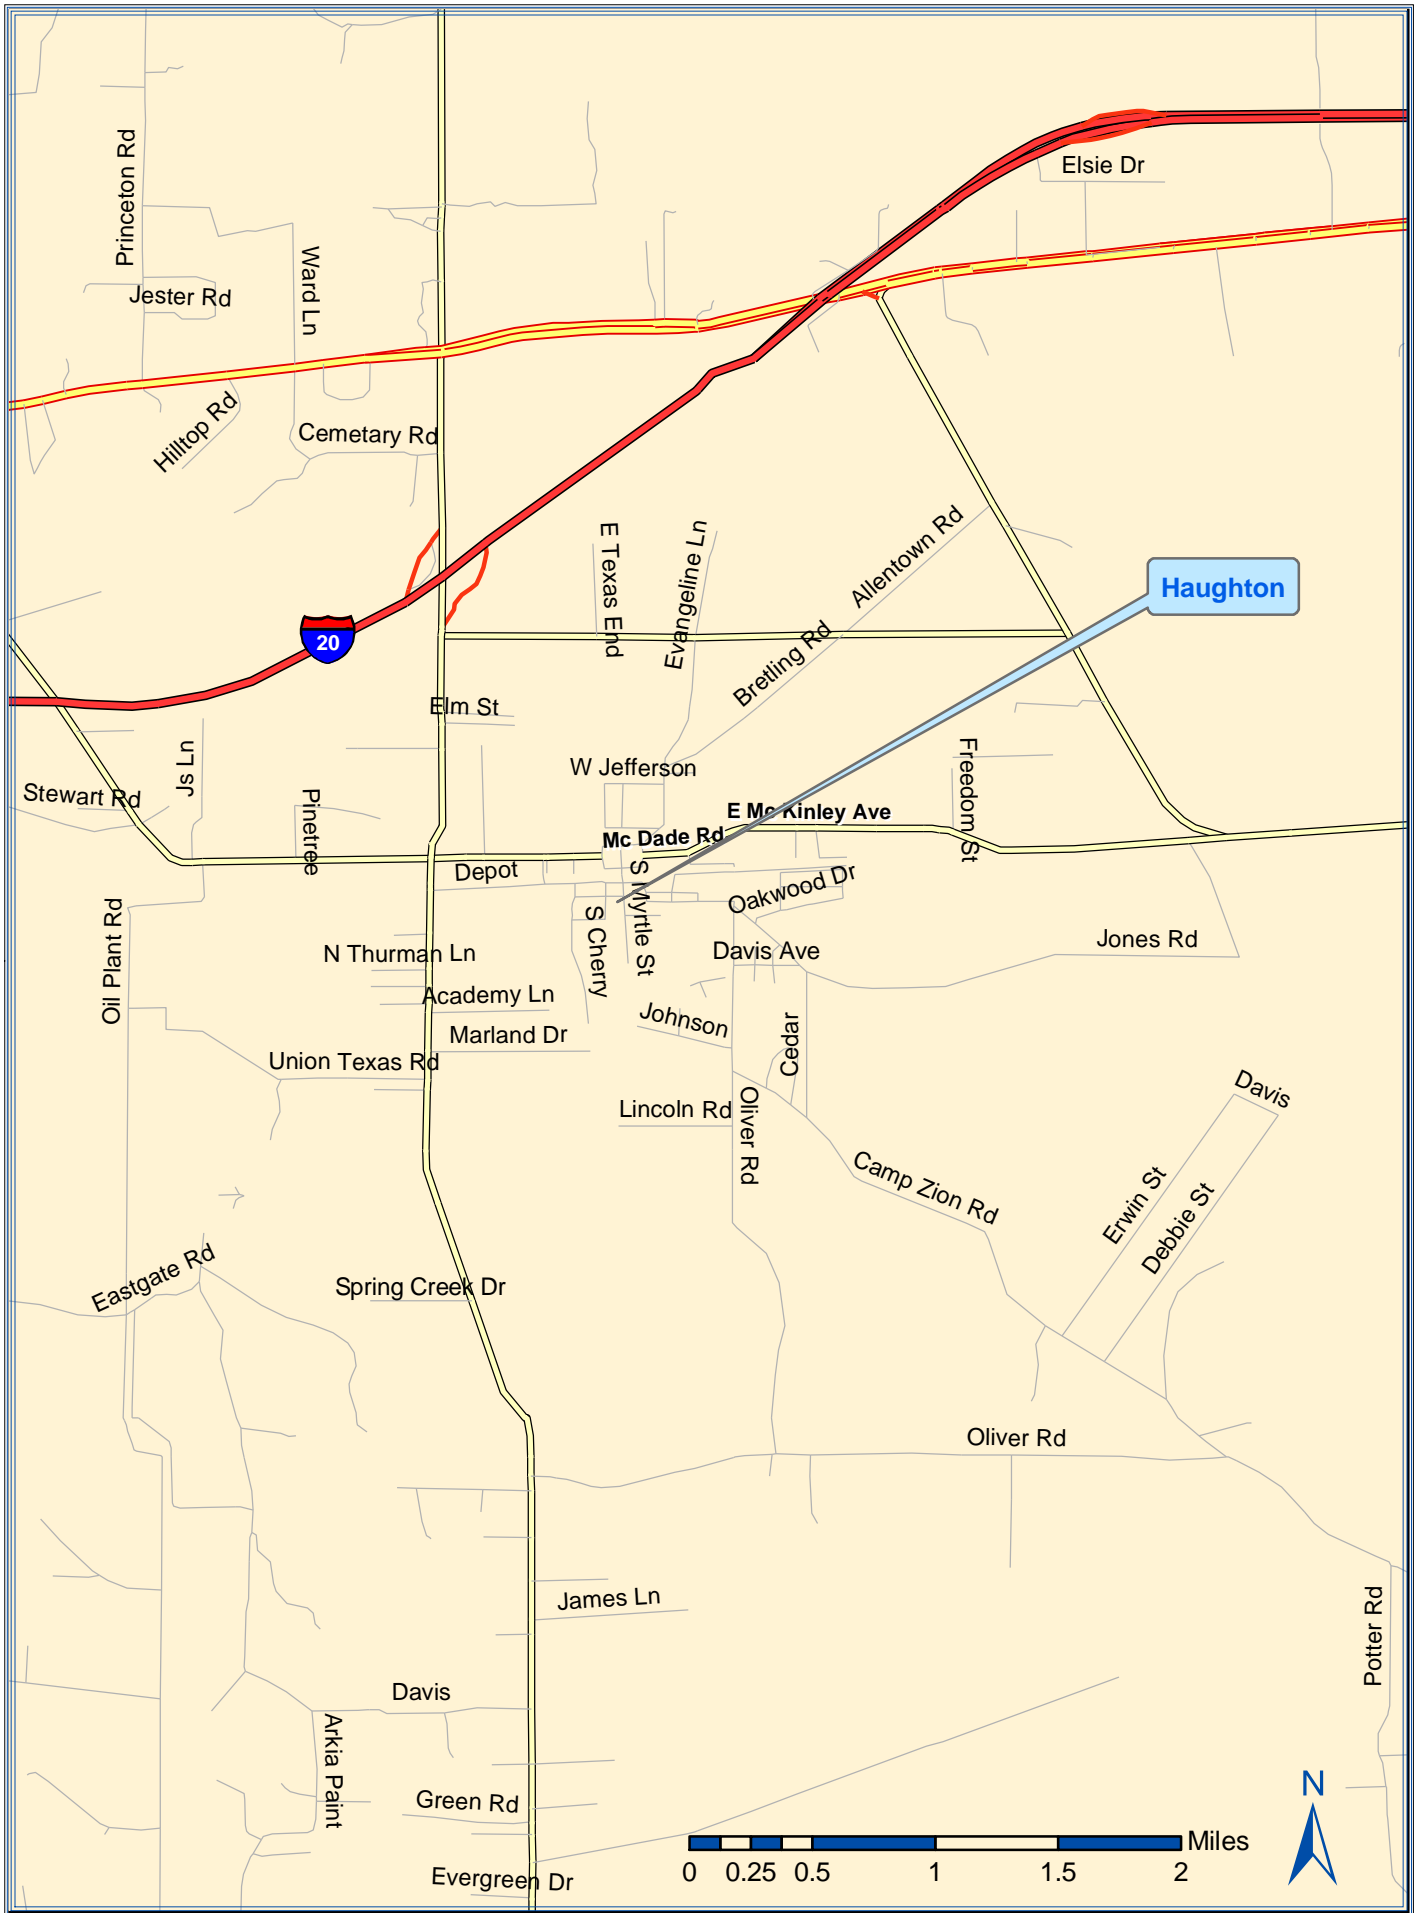 Princeton Rd
Elsie Dr
Ward Ln
Jester Rd
Hilltop Rd
Cemetary Rd
E Texas End
Evangeline Ln
Allentown Rd
Haughton
20
Bretling Rd
Elm St
Js Ln
W Jefferson
Freedom St
Stewart Rd
Pinetree
E Mc Kinley Ave
Mc Dade Rd
Depot
S Myrtle St
Oakwood Dr
Oil Plant Rd
S Cherry
N Thurman Ln
Davis Ave
Jones Rd
Academy Ln
Johnson
Cedar
Marland Dr
Union Texas Rd
Lincoln Rd
Oliver Rd
Davis
Camp Zion Rd
Erwin St
Debbie St
Eastgate Rd
Spring Creek Dr
Oliver Rd
James Ln
Potter Rd
Davis
Arkia Paint
Green Rd
N
Miles
0 0.25 0.5 1 1.5 2
Evergreen Dr